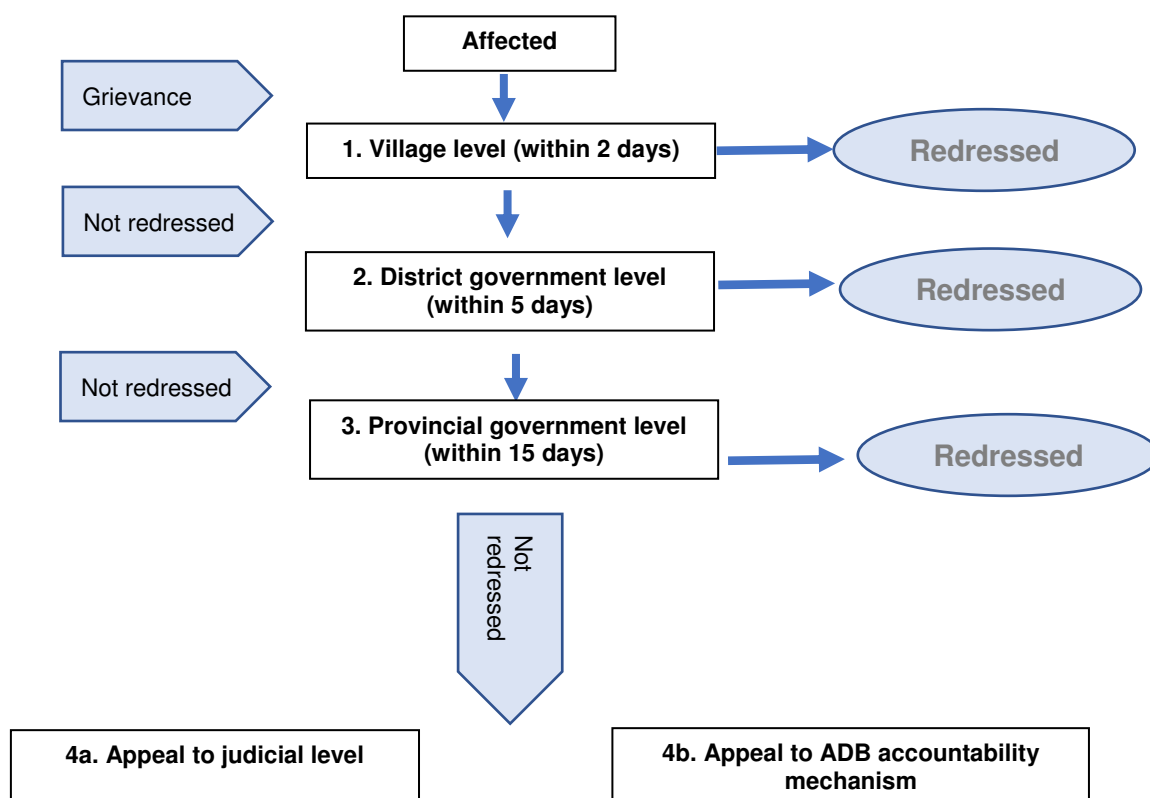 Affected
Grievance
1. Village level (within 2 days)
Redressed
Not redressed
2. District government level
(within 5 days)
Redressed
Not redressed
3. Provincial government level
(within 15 days)
Redressed
Not
redressed
4a. Appeal to judicial level
4b. Appeal to ADB accountability
mechanism